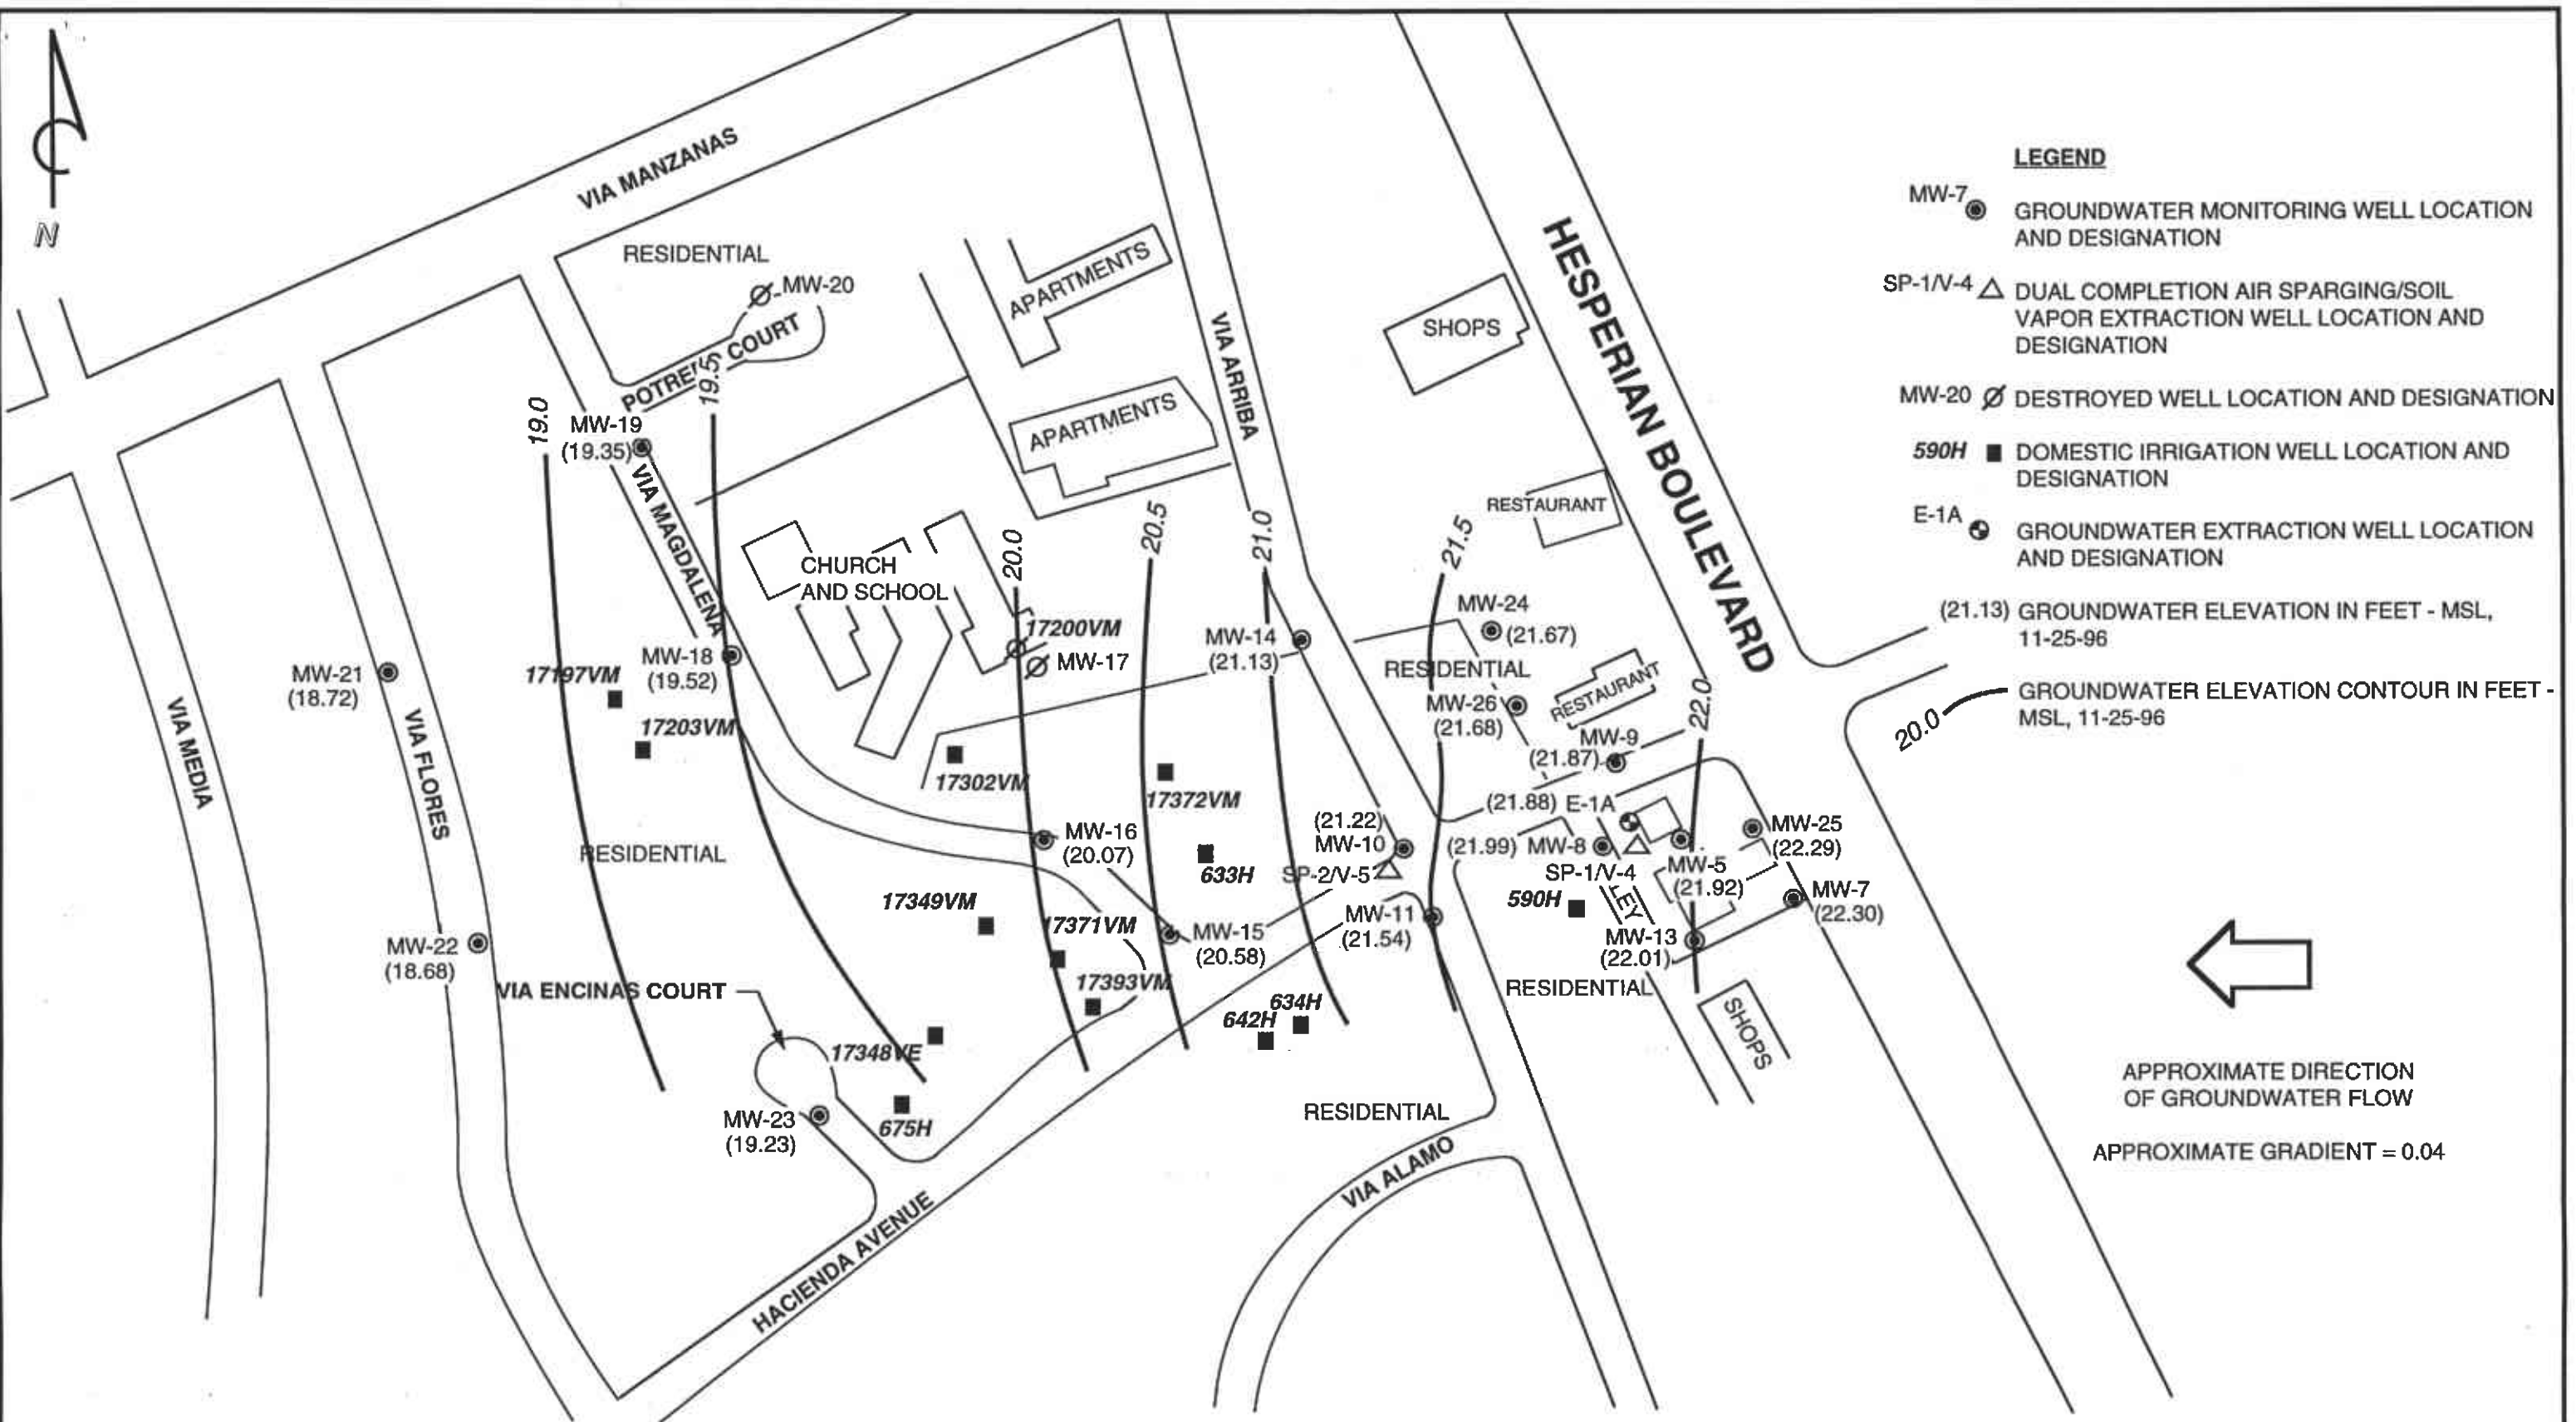 N
VIA MANZANAS
RESIDENTIAL
MW-20
POTRE
COURT
19.5
19.0
MW-19
(19.35)
VIA MAGDALENA
APARTMENTS
APARTMENTS
VIA ARRIBA
SHOPS
HESPERIAN BOULEVARD
RESTAURANT
CHURCH
AND SCHOOL
20.0
20.5
21.0
21.5
17200VM
MW-17
MW-14
(21.13)
MW-24
(21.67)
RESIDENTIAL
MW-26
(21.68)
RESTAURANT
22.0
MW-9
(21.87)
MW-21
(18.72)
17197VM
MW-18
(19.52)
17203VM
VIA MEDIA
VIA FLORES
RESIDENTIAL
17302VM
17372VM
MW-16
(20.07)
633H
(21.22)
MW-10
SP-2/V-5
(21.88) E-1A
(21.99) MW-8
SP-1/V-4
MW-5
(21.92)
MW-25
(22.29)
MW-7
(22.30)
590H
LEY
MW-13
(22.01)
RESIDENTIAL
SHOPS
17349VM
17371VM
MW-15
(20.58)
MW-11
(21.54)
17393VM
634H
642H
MW-22
(18.68)
VIA ENCINAS COURT
17348VE
MW-23
(19.23)
675H
RESIDENTIAL
VIA ALAMO
HACIENDA AVENUE
LEGEND
MW-7
GROUNDWATER MONITORING WELL LOCATION
AND DESIGNATION
SP-1/V-4
DUAL COMPLETION AIR SPARGING/SOIL
VAPOR EXTRACTION WELL LOCATION AND
DESIGNATION
MW-20
DESTROYED WELL LOCATION AND DESIGNATION
590H
DOMESTIC IRRIGATION WELL LOCATION AND
DESIGNATION
E-1A
GROUNDWATER EXTRACTION WELL LOCATION
AND DESIGNATION
(21.13) GROUNDWATER ELEVATION IN FEET - MSL,
11-25-96
20.0
GROUNDWATER ELEVATION CONTOUR IN FEET -
MSL, 11-25-96
APPROXIMATE DIRECTION
OF GROUNDWATER FLOW
APPROXIMATE GRADIENT = 0.04